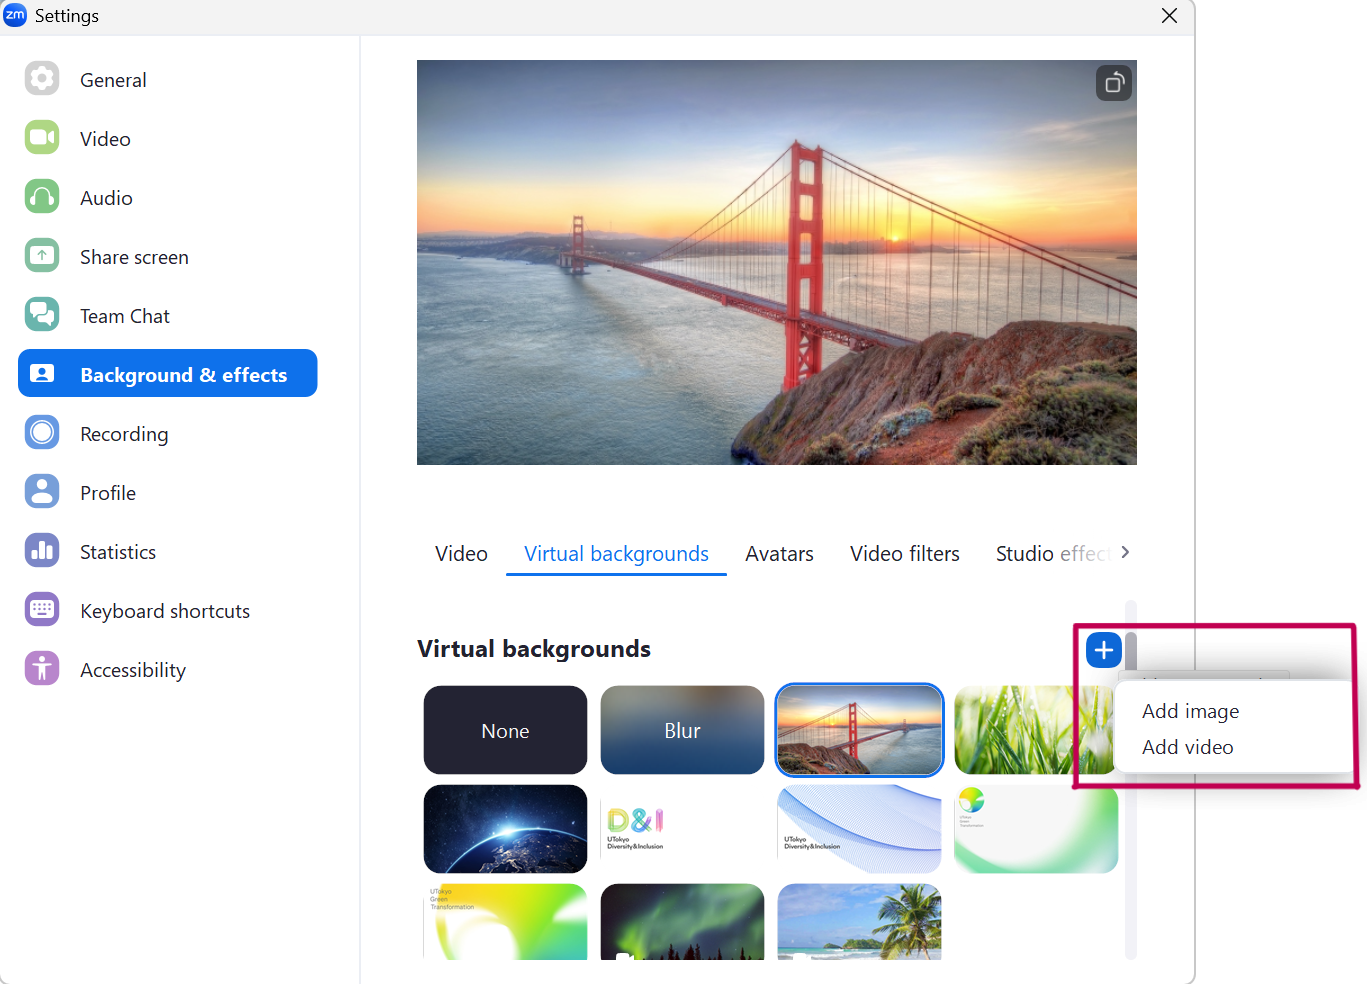 zm Settings
General
Video
Audio
Share screen
Team Chat
Background & effects
Recording
Profile
Statistics
Keyboard shortcuts
Accessibility
Video Virtual backgrounds Avatars Video filters Studio effect
Virtual backgrounds
Add image
Add video
None
Blur
D&I
UTokyo
Diversity&Inclusion
UTokyo
Diversity&Inclusion
UTokyo
Green
Transformation
UTokyo
Green
Transformation